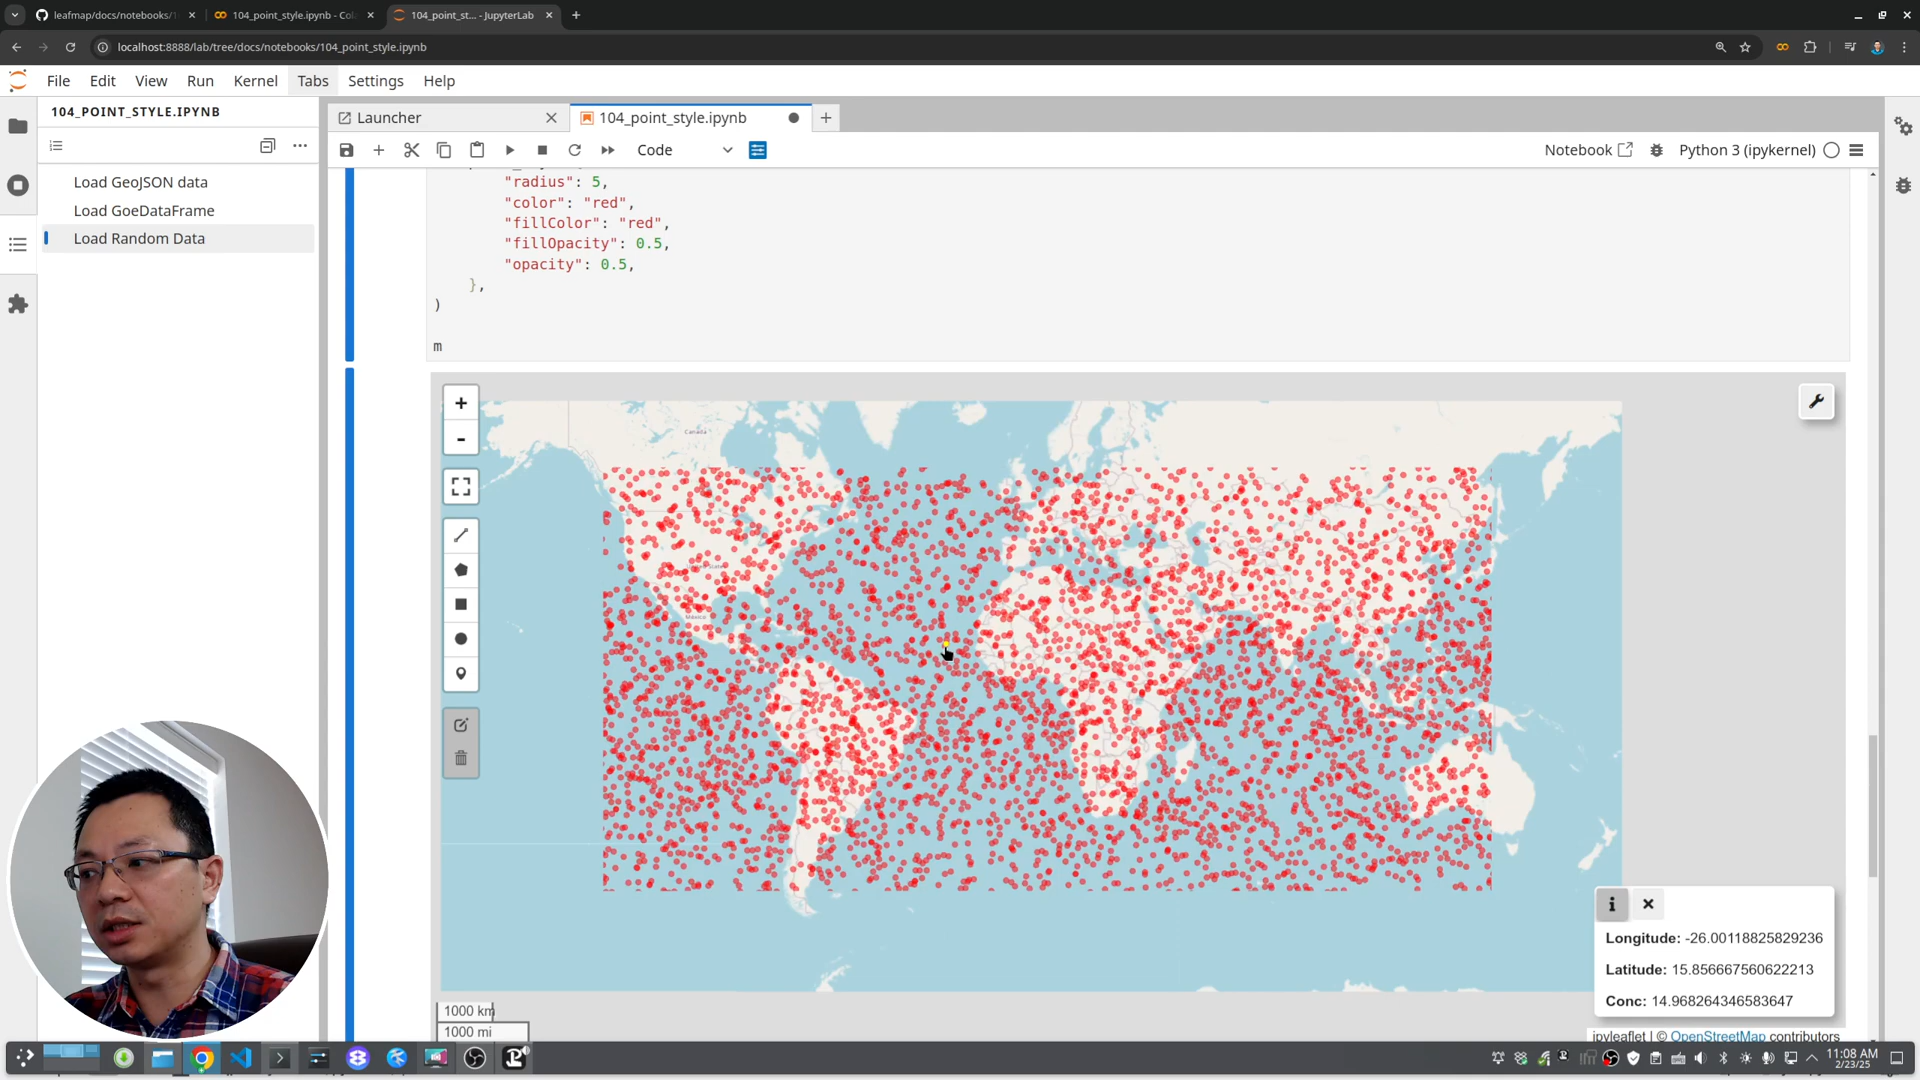 leafmap/docs/notebooks/1
104_point_style.ipynb - Col
104_point_st... - JupyterLab
localhost:8888/lab/tree/docs/notebooks/104_point_style.ipynb
File Edit View Run Kernel Tabs Settings Help
104_POINT_STYLE.IPYNB
Load GeoJSON data
Load GoeDataFrame
Load Random Data
Launcher
104_point_style.ipynb
Code
Notebook
Python 3 (ipykernel)
"radius": 5,
"color": "red",
"fillColor": "red",
"fillOpacity": 0.5,
"opacity": 0.5,
},
)
m
+
-
Canada
México
Longitude: -26.00118825829236
Latitude: 15.856667560622213
Conc: 14.968264346583647
1000 km
1000 mi
ipyleaflet | © OpenStreetMap contributors
11:08 AM
2/23/25